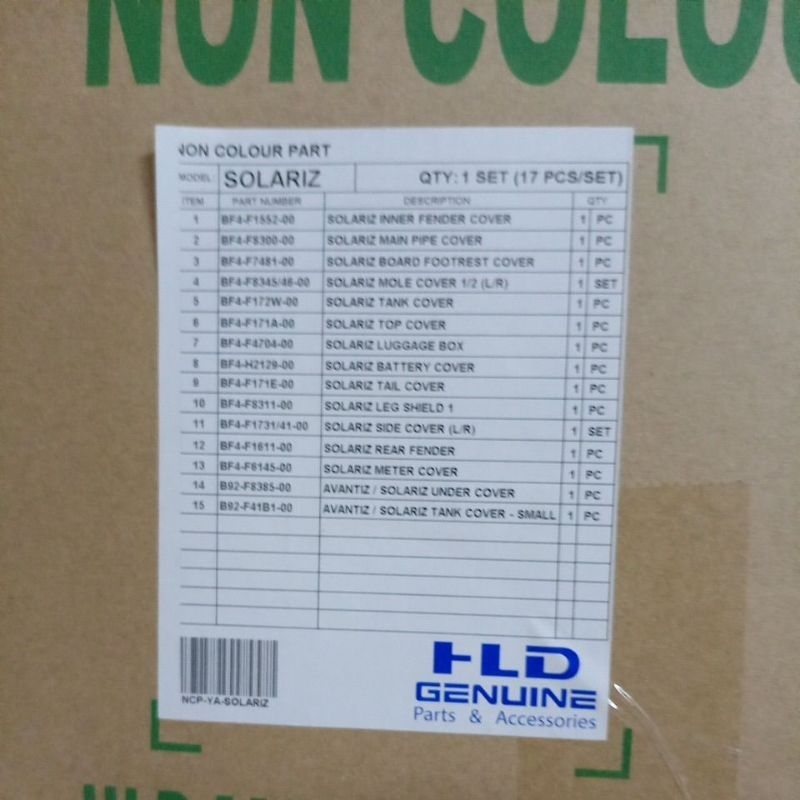 NON COLOU
NON COLOUR PART
MODEL: SOLARIZ QTY: 1 SET (17 PCS/SET)
ITEM PART NUMBER DESCRIPTION QTY
1 BF4-F1552-00 SOLARIZ INNER FENDER COVER 1 PC
2 BF4-F8300-00 SOLARIZ MAIN PIPE COVER 1 PC
3 BF4-F7481-00 SOLARIZ BOARD FOOTREST COVER 1 PC
4 BF4-F8345/46-00 SOLARIZ MOLE COVER 1/2 (L/R) 1 SET
5 BF4-F172W-00 SOLARIZ TANK COVER 1 PC
6 BF4-F171A-00 SOLARIZ TOP COVER 1 PC
7 BF4-F4704-00 SOLARIZ LUGGAGE BOX 1 PC
8 BF4-H2129-00 SOLARIZ BATTERY COVER 1 PC
9 BF4-F171E-00 SOLARIZ TAIL COVER 1 PC
10 BF4-F8311-00 SOLARIZ LEG SHIELD 1 1 PC
11 BF4-F1731/41-00 SOLARIZ SIDE COVER (L/R) 1 SET
12 BF4-F1611-00 SOLARIZ REAR FENDER 1 PC
13 BF4-F6145-00 SOLARIZ METER COVER 1 PC
14 B92-F8385-00 AVANTIZ / SOLARIZ UNDER COVER 1 PC
15 B92-F41B1-00 AVANTIZ / SOLARIZ TANK COVER - SMALL 1 PC
NCP-YA-SOLARIZ
HLD
GENUINE
Parts & Accessories